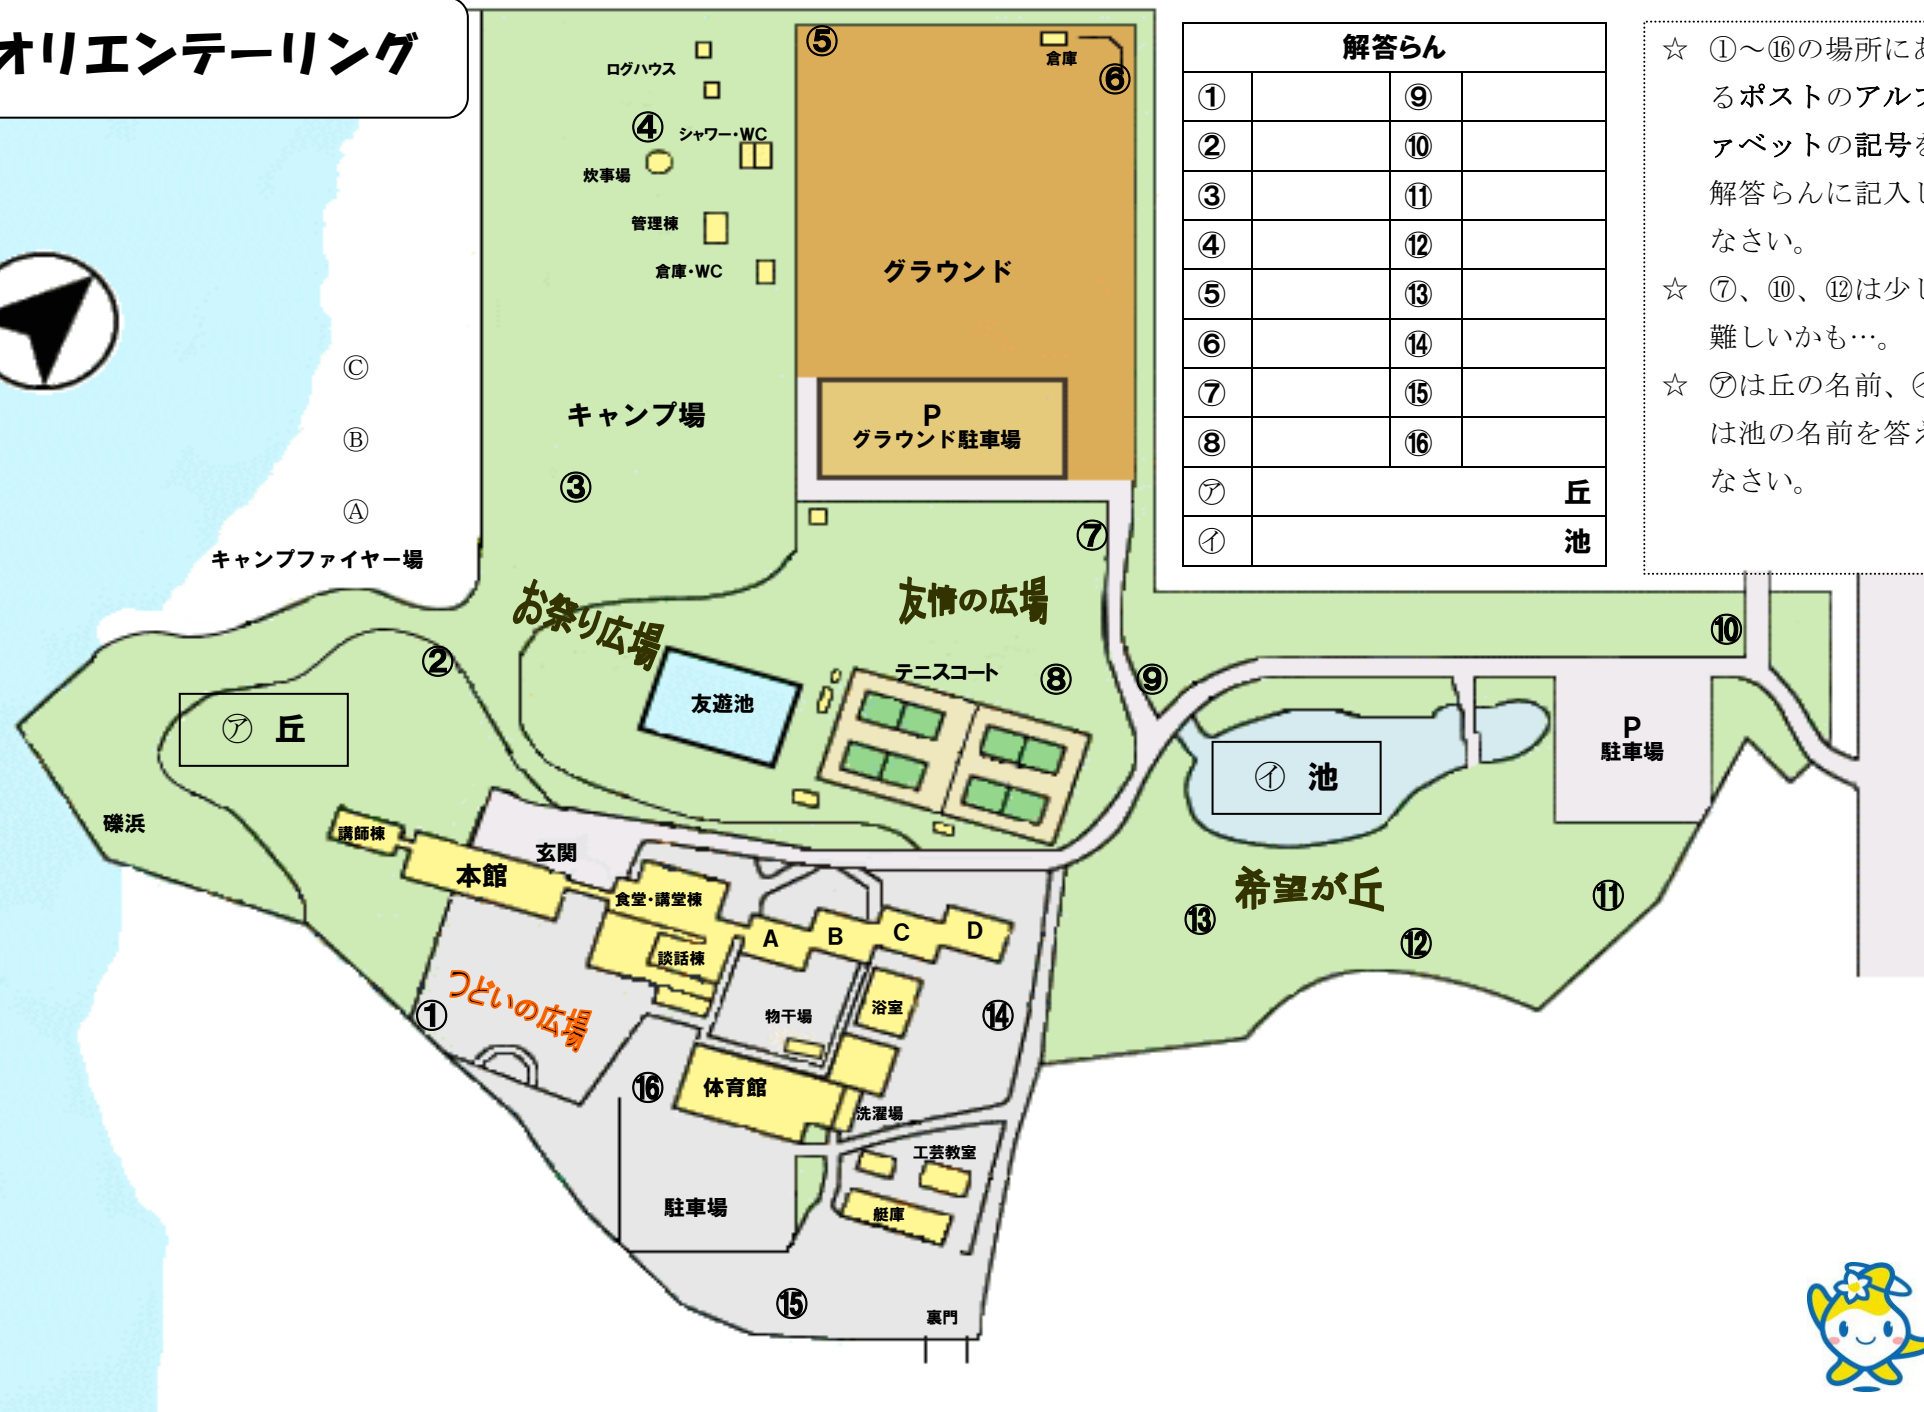 オリエンテーリング
解答らん
① ⑨
② ⑩
③ ⑪
④ ⑫
⑤ ⑬
⑥ ⑭
⑦ ⑮
⑧ ⑯
㋐ 丘
㋑ 池
☆ ①～⑯の場所にあ
るポストのアルフ
ァベットの記号を
解答らんに記入し
なさい。
☆ ⑦、⑩、⑫は少し
難しいかも…。
☆ ㋐は丘の名前、㋑
は池の名前を答え
なさい。
⑤
倉庫
⑥
ログハウス
④
シャワー・WC
炊事場
管理棟
倉庫・WC
グラウンド
Ⓒ
Ⓑ
Ⓐ
キャンプファイヤー場
キャンプ場
P
グラウンド駐車場
③
⑦
お祭り広場
友情の広場
②
⑧
⑨
⑩
テニスコート
友遊池
㋐ 丘
㋑ 池
P
駐車場
礫浜
講師棟
本館
玄関
食堂・講堂棟
談話棟
A
B
C
D
希望が丘
⑪
⑫
⑬
①
つどいの広場
物干場
浴室
⑭
⑯
体育館
洗濯場
工芸教室
駐車場
艇庫
⑮
裏門